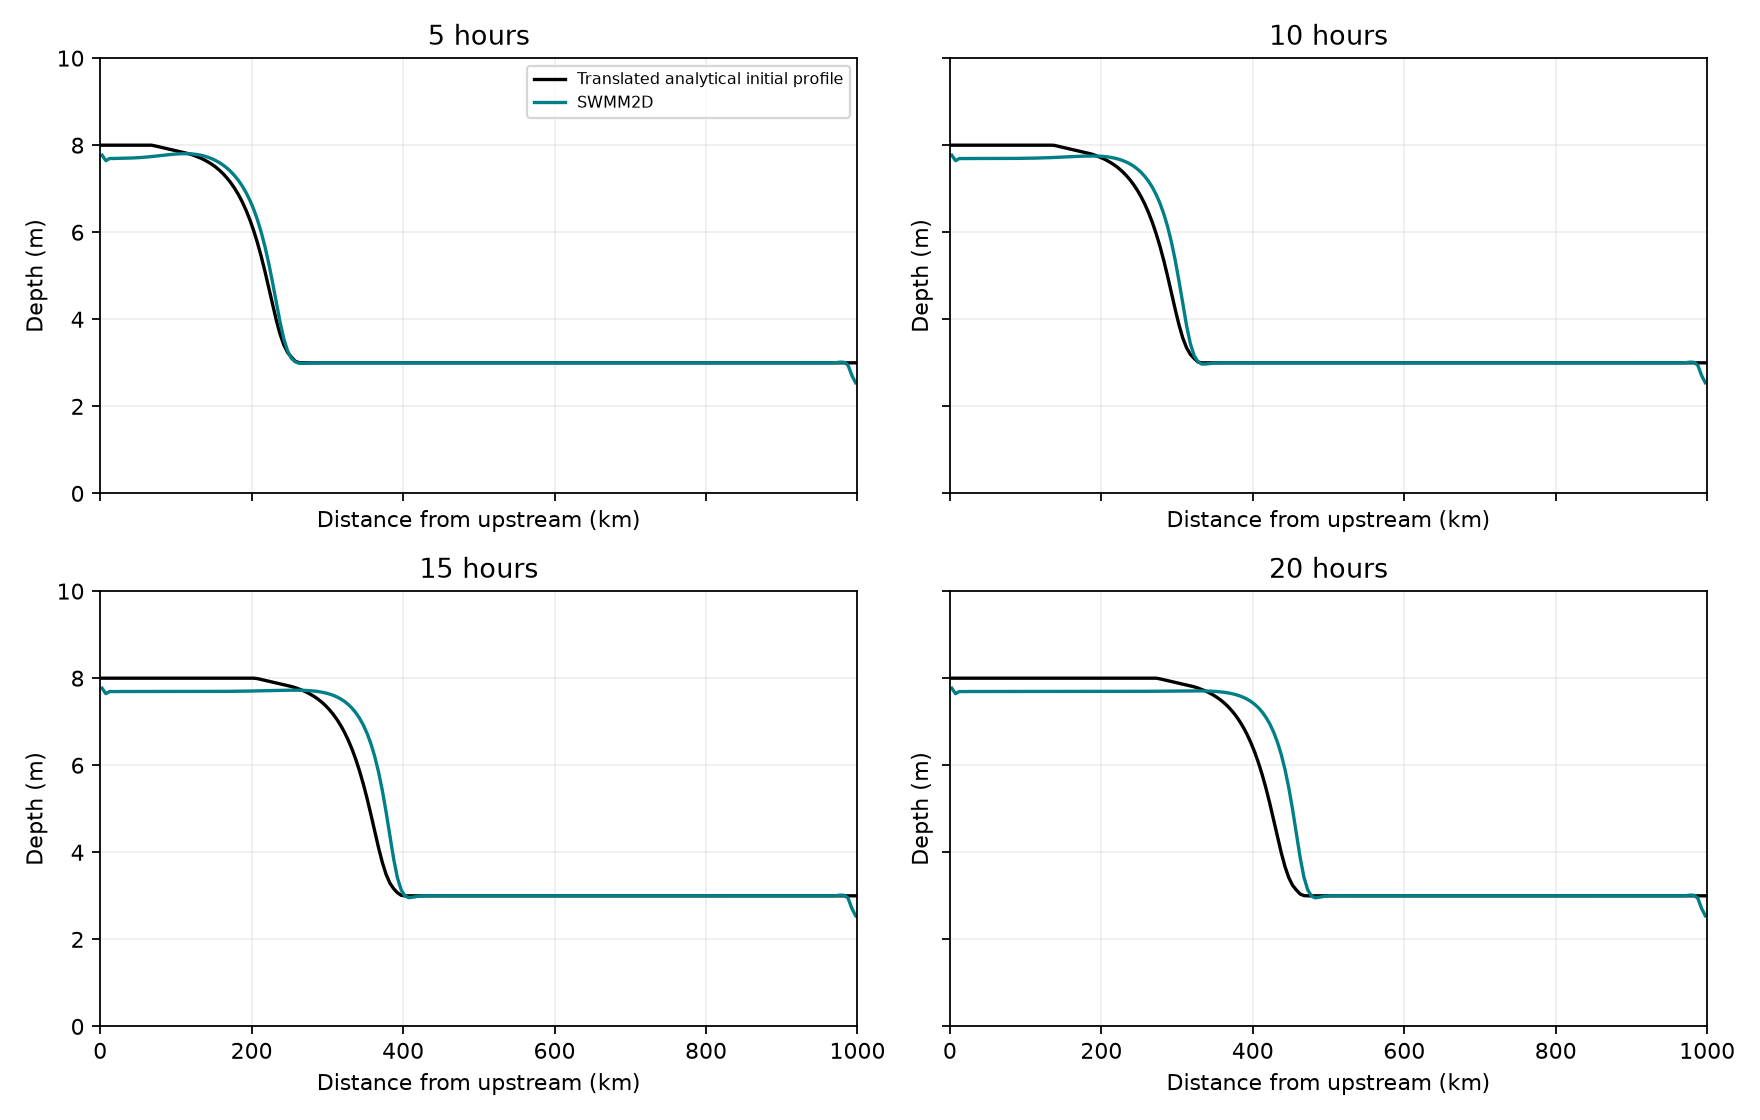 5 hours
10 hours
Translated analytical initial profile
SWMM2D
10
8
6
4
2
0
Depth (m)
Depth (m)
Distance from upstream (km)
Distance from upstream (km)
15 hours
20 hours
10
8
6
4
2
0
Depth (m)
Depth (m)
0 200 400 600 800 1000
0 200 400 600 800 1000
Distance from upstream (km)
Distance from upstream (km)